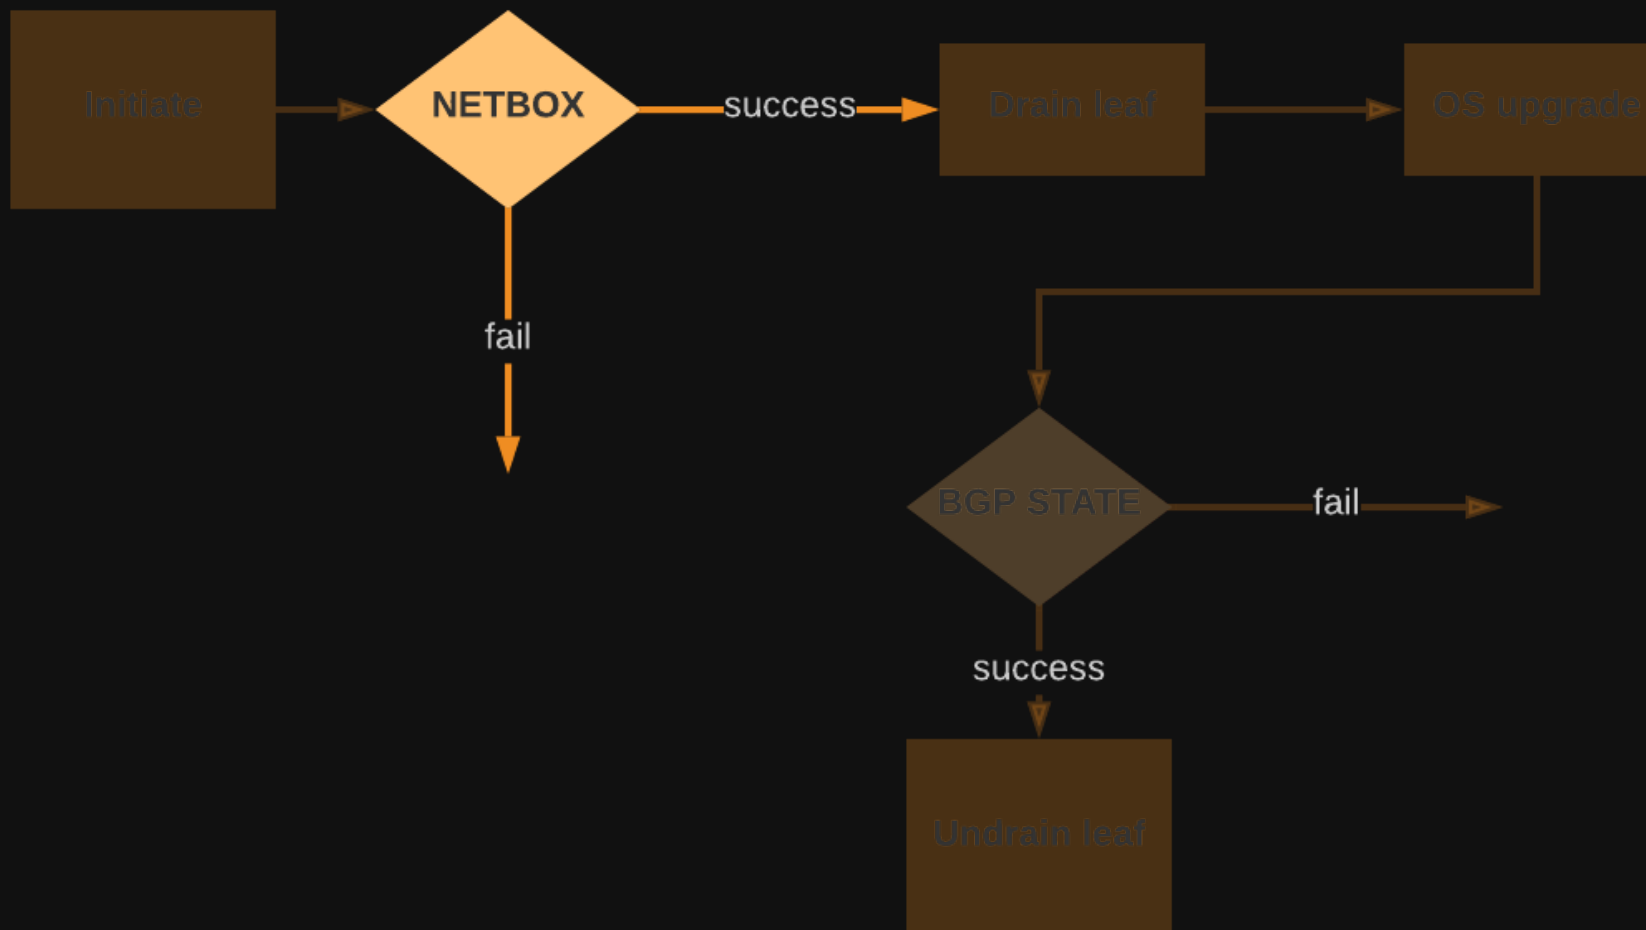 Initiate
NETBOX
success
Drain leaf
OS upgrade
fail
BGP STATE
fail
success
Undrain leaf